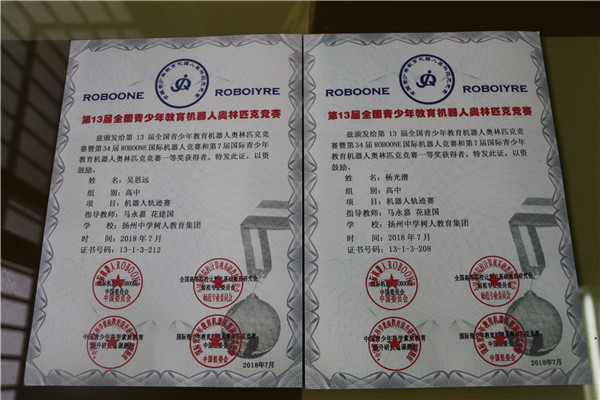 ROBOONE ROBOIYRE
第13届全国青少年教育机器人奥林匹克竞赛
兹颁发给第 13 届全国青少年教育机器人奥林匹克竞
赛暨第34届ROBOONE国际机器人竞赛和第7届国际青少年
教育机器人奥林匹克竞赛一等奖获得者。特发此证，以资
鼓励。
姓 名：吴思远
组 别：高中
项 目：机器人轨迹赛
指导教师：马永嘉 花建国
学 校：扬州中学树人教育集团
时 间：2018 年 7 月
证书号码：13-1-3-212
中国委员会
2018年7月
ROBOONE ROBOIYRE
第13届全国青少年教育机器人奥林匹克竞赛
兹颁发给第 13 届全国青少年教育机器人奥林匹克竞
赛暨第34届ROBOONE国际机器人竞赛和第7届国际青少年
教育机器人奥林匹克竞赛一等奖获得者。特发此证，以资
鼓励。
姓 名：杨光潽
组 别：高中
项 目：机器人轨迹赛
指导教师：马永嘉 花建国
学 校：扬州中学树人教育集团
时 间：2018 年 7 月
证书号码：13-1-3-208
中国委员会
2018年7月